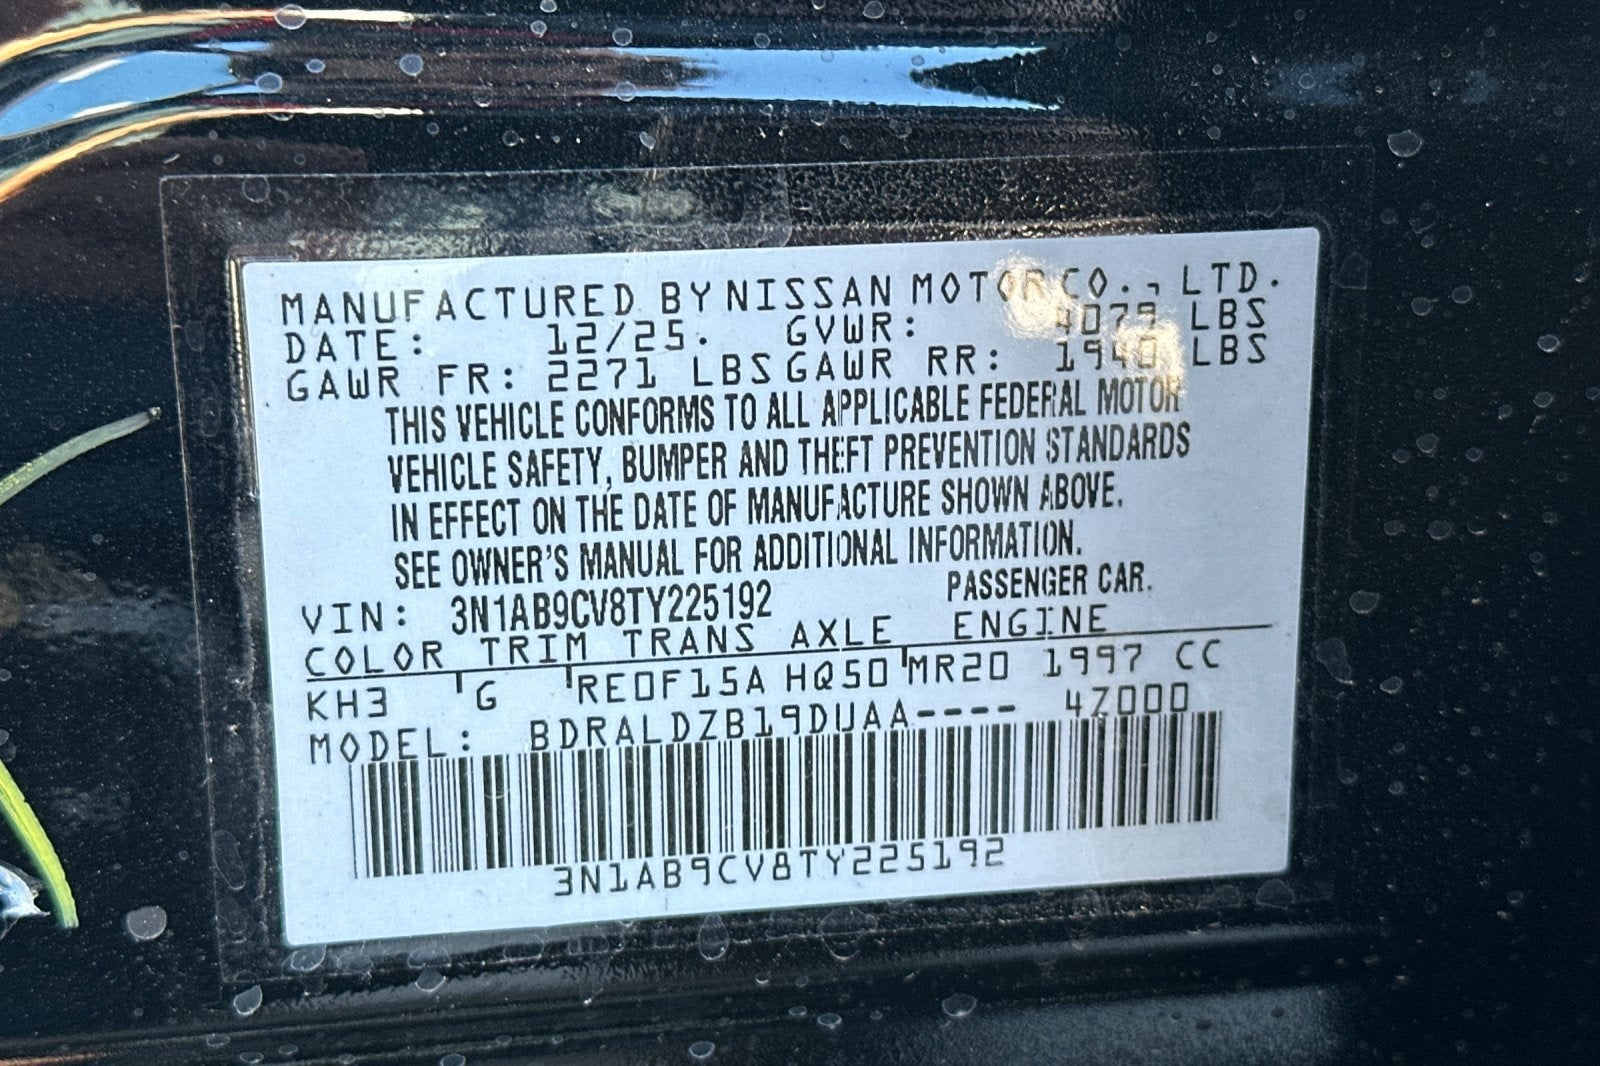 MANUFACTURED BY NISSAN MOTOR CO., LTD.
DATE: 12/25. GVWR: 4079 LBS
GAWR FR: 2271 LBS GAWR RR: 1940 LBS
THIS VEHICLE CONFORMS TO ALL APPLICABLE FEDERAL MOTOR
VEHICLE SAFETY, BUMPER AND THEFT PREVENTION STANDARDS
IN EFFECT ON THE DATE OF MANUFACTURE SHOWN ABOVE.
SEE OWNER'S MANUAL FOR ADDITIONAL INFORMATION.
VIN: 3N1AB9CV8TY225192 PASSENGER CAR.
COLOR TRIM TRANS AXLE ENGINE
KH3 G RE0F15A HQ50 MR20 1997 CC
MODEL: BDRALDZB19DUAA---- 4Z000
3N1AB9CV8TY225192